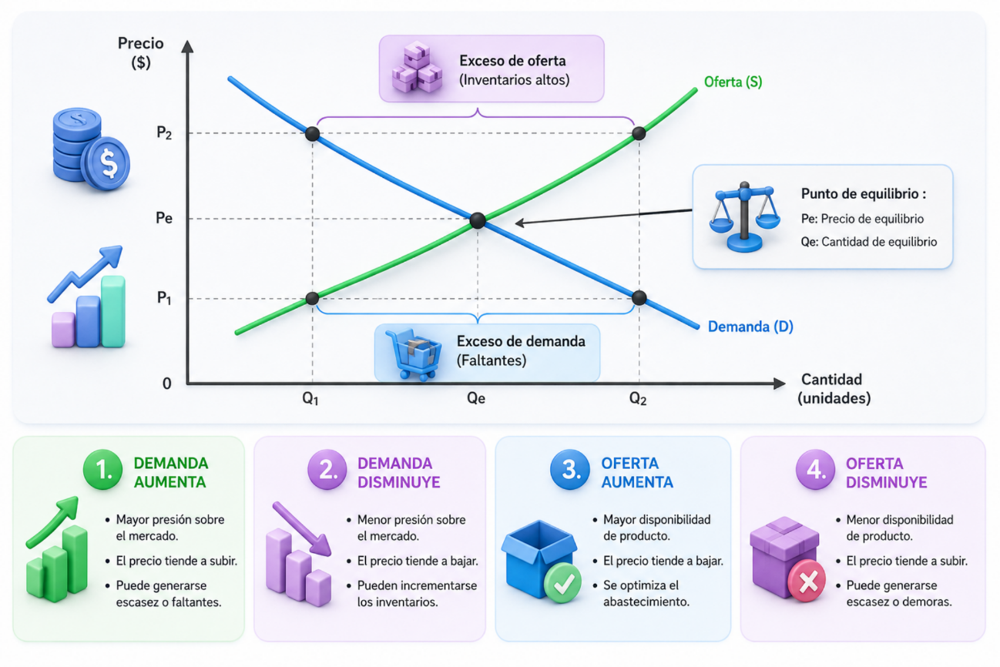 Precio
($)
Exceso de oferta
(Inventarios altos)
Oferta (S)
P2
$
$
Punto de equilibrio :
Pe: Precio de equilibrio
Qe: Cantidad de equilibrio
Pe
P1
Exceso de demanda
(Faltantes)
Demanda (D)
0
Cantidad
(unidades)
Q1
Qe
Q2
1.
DEMANDA
AUMENTA
• Mayor presión sobre
el mercado.
• El precio tiende a subir.
• Puede generarse
escasez o faltantes.
2.
DEMANDA
DISMINUYE
• Menor presión sobre
el mercado.
• El precio tiende a bajar.
• Pueden incrementarse
los inventarios.
3.
OFERTA
AUMENTA
• Mayor disponibilidad
de producto.
• El precio tiende a bajar.
• Se optimiza el
abastecimiento.
4.
OFERTA
DISMINUYE
• Menor disponibilidad
de producto.
• El precio tiende a subir.
• Puede generarse
escasez o demoras.